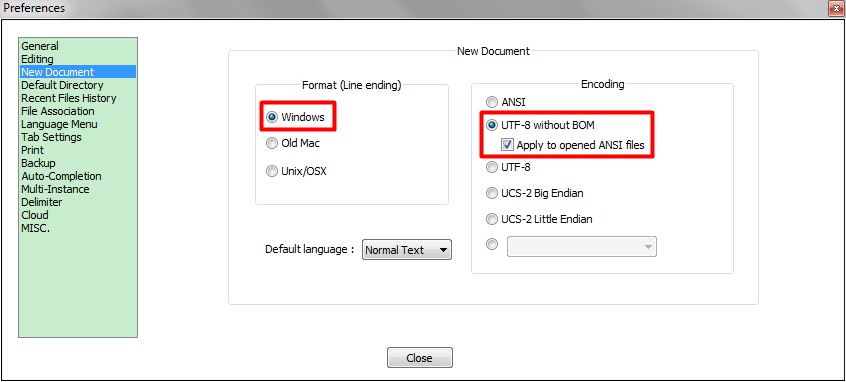 Preferences
General
Editing
New Document
Default Directory
Recent Files History
File Association
Language Menu
Tab Settings
Print
Backup
Auto-Completion
Multi-Instance
Delimiter
Cloud
MISC.
New Document
Format (Line ending)
Windows
Old Mac
Unix/OSX
Default language :
Normal Text
Encoding
ANSI
UTF-8 without BOM
Apply to opened ANSI files
UTF-8
UCS-2 Big Endian
UCS-2 Little Endian
Close